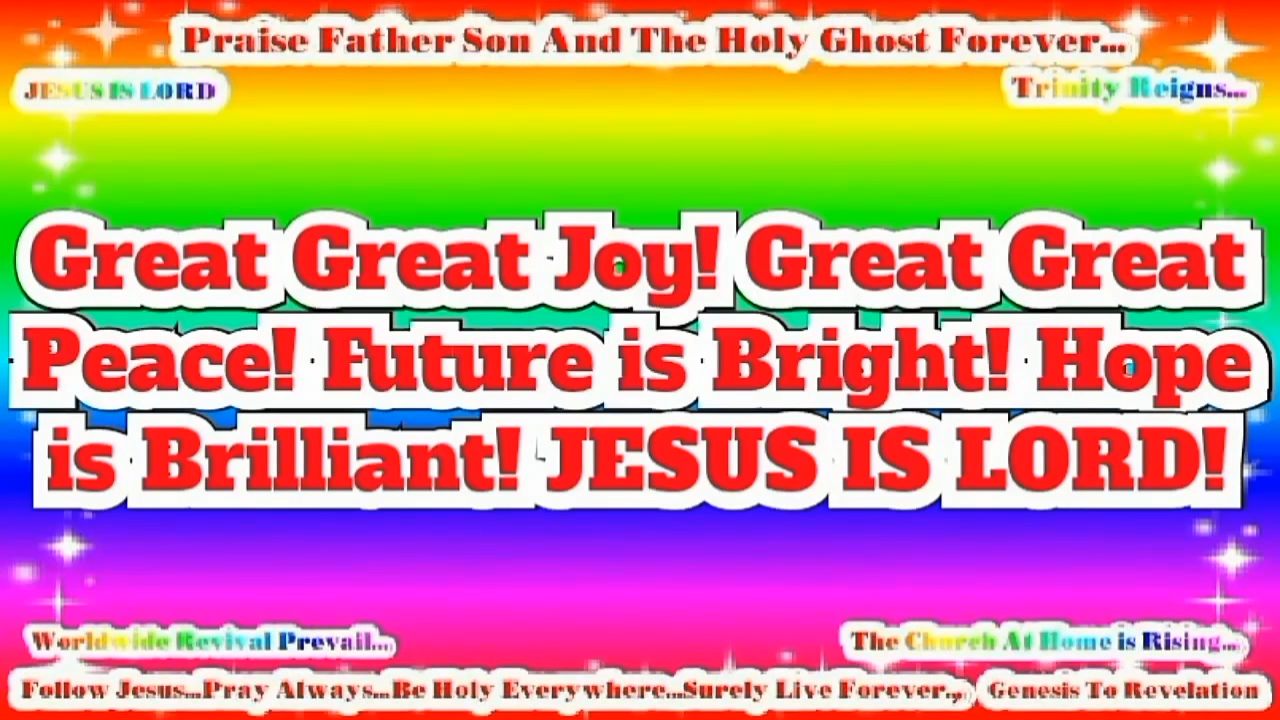 Praise Father Son And The Holy Ghost Forever...
JESUS IS LORD
Trinity Reigns...
Great Great Joy! Great Great
Peace! Future is Bright! Hope
is Brilliant! JESUS IS LORD!
Worldwide Revival Prevail...
The Church At Home is Rising...
Follow Jesus...Pray Always...Be Holy Everywhere...Surely Live Forever.,, Genesis To Revelation